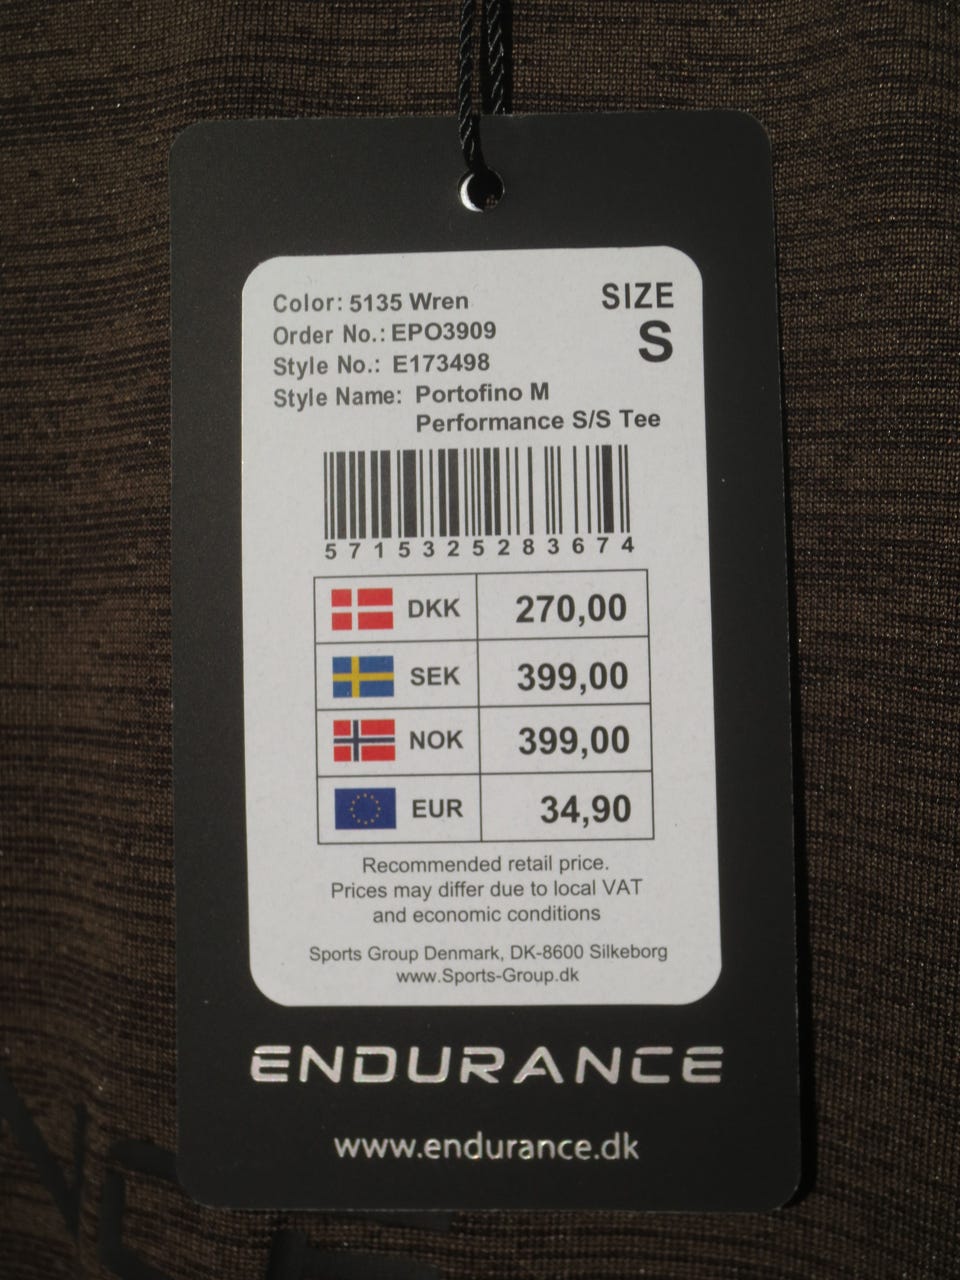 Color: 5135 Wren
SIZE
S
Order No.: EPO3909
Style No.: E173498
Style Name: Portofino M
Performance S/S Tee
5715325283674
DKK 270,00
SEK 399,00
NOK 399,00
EUR 34,90
Recommended retail price.
Prices may differ due to local VAT
and economic conditions
Sports Group Denmark, DK-8600 Silkeborg
www.Sports-Group.dk
ENDURANCE
www.endurance.dk